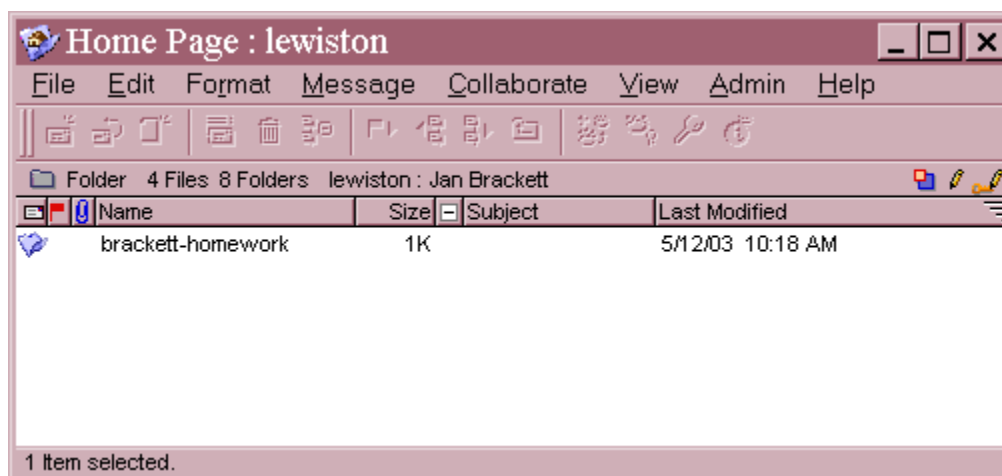 Home Page : lewiston
File Edit Format Message Collaborate View Admin Help
Folder 4 Files 8 Folders lewiston : Jan Brackett
Name Size Subject Last Modified
brackett-homework 1K 5/12/03 10:18 AM
1 Item selected.